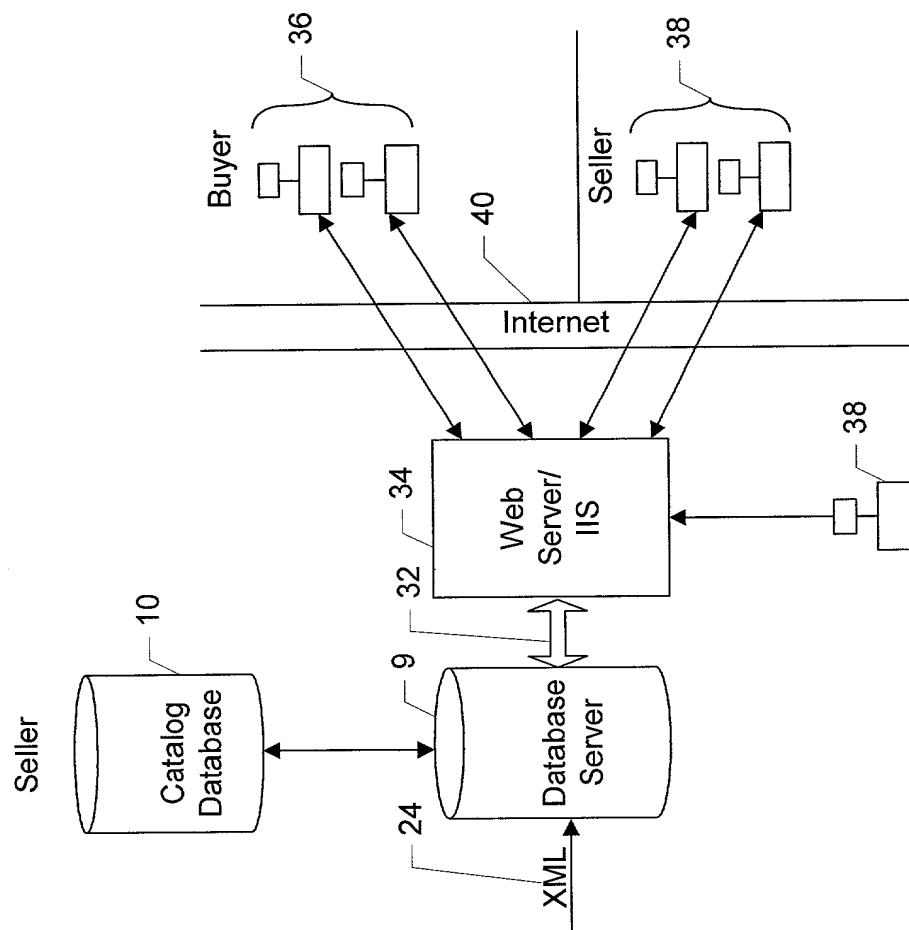 Seller
Catalog
Database
10
Database
Server
9
XML
24
32
Web
Server/
IIS
34
38
Internet
40
Buyer
36
Seller
38